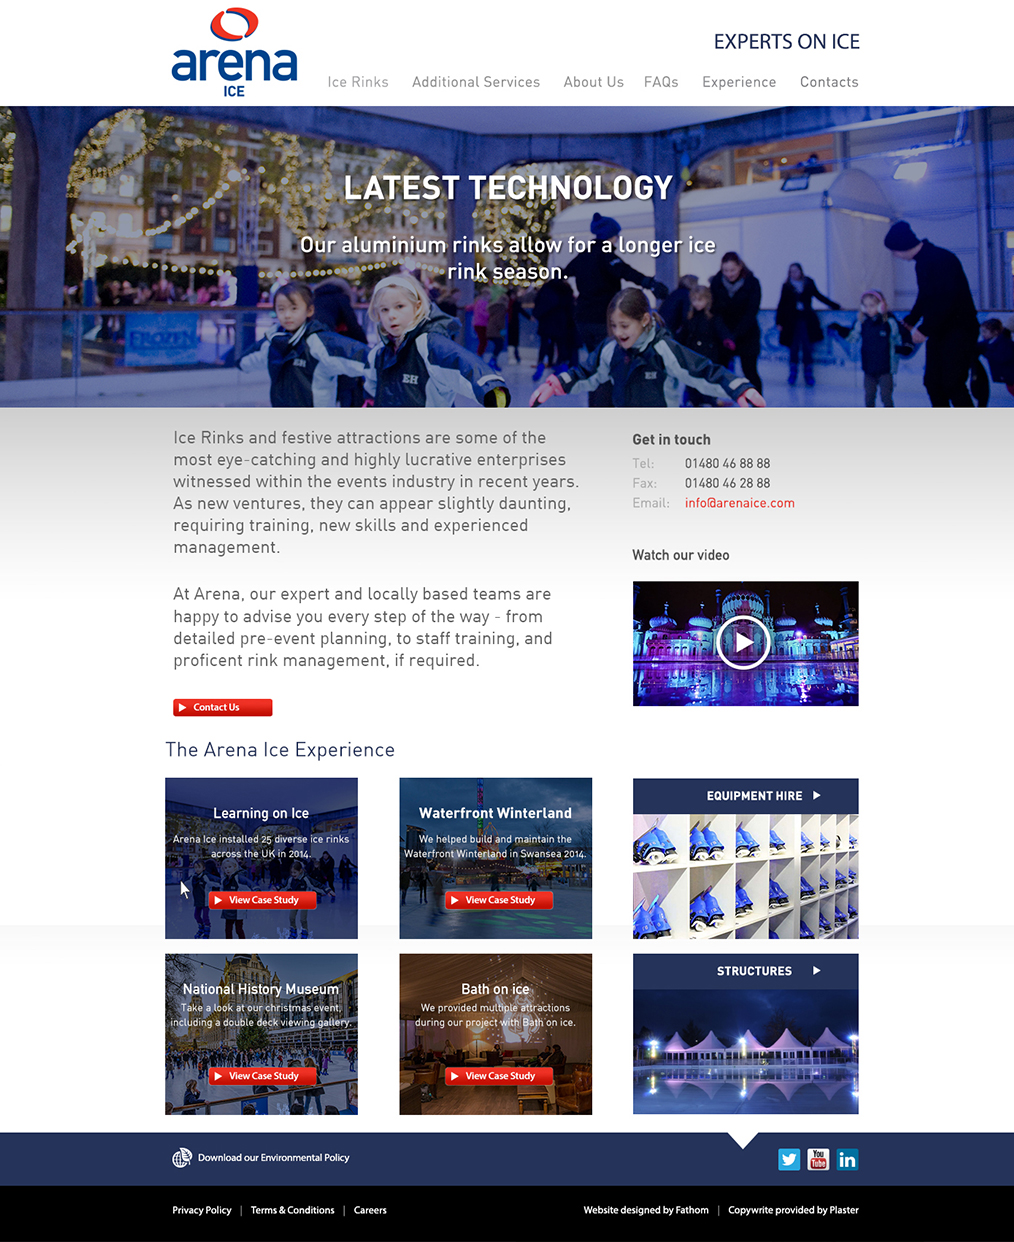 arena
ICE
EXPERTS ON ICE
Ice Rinks Additional Services About Us FAQs Experience Contacts
LATEST TECHNOLOGY
Our aluminium rinks allow for a longer ice
rink season.
FROZEN
EH
EH
Ice Rinks and festive attractions are some of the
most eye-catching and highly lucrative enterprises
witnessed within the events industry in recent years.
As new ventures, they can appear slightly daunting,
requiring training, new skills and experienced
management.
At Arena, our expert and locally based teams are
happy to advise you every step of the way - from
detailed pre-event planning, to staff training, and
proficent rink management, if required.
Contact Us
Get in touch
Tel: 01480 46 88 88
Fax: 01480 46 28 88
Email: info@arenaice.com
Watch our video
The Arena Ice Experience
Learning on Ice
Arena Ice installed 25 diverse ice rinks
across the UK in 2014.
View Case Study
Waterfront Winterland
We helped build and maintain the
Waterfront Winterland in Swansea 2014.
View Case Study
EQUIPMENT HIRE
National History Museum
Take a look at our christmas event,
including a double deck viewing gallery.
View Case Study
Bath on ice
We provided multiple attractions
during our project with Bath on ice.
View Case Study
STRUCTURES
Download our Environmental Policy
You
Tube
in
Privacy Policy | Terms & Conditions | Careers
Website designed by Fathom | Copywrite provided by Plaster